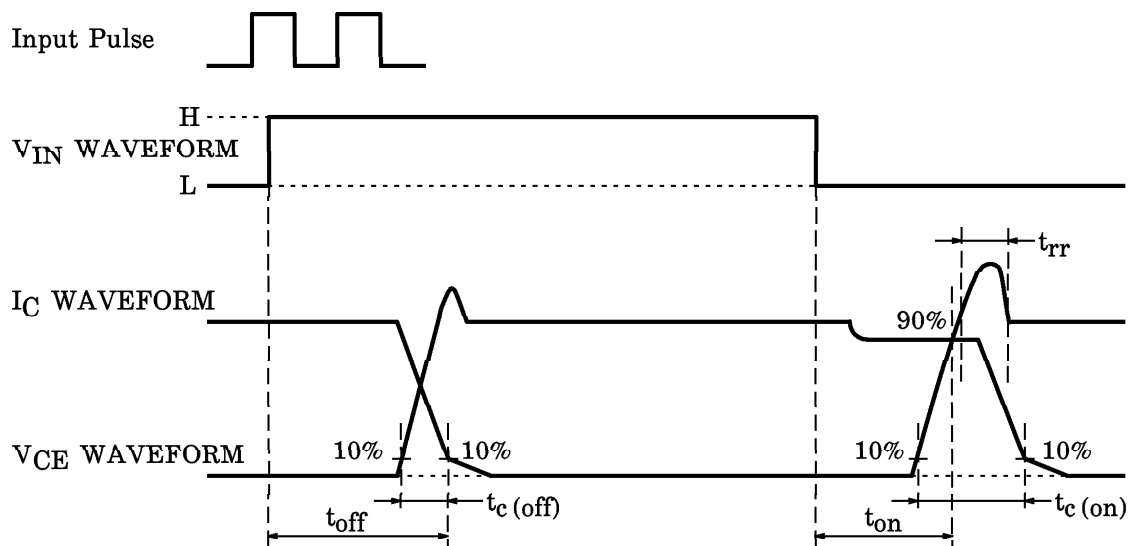 Input Pulse
H
VIN WAVEFORM
L
trr
IC WAVEFORM
90%
10%
10%
10%
10%
VCE WAVEFORM
tc (off)
tc (on)
toff
ton